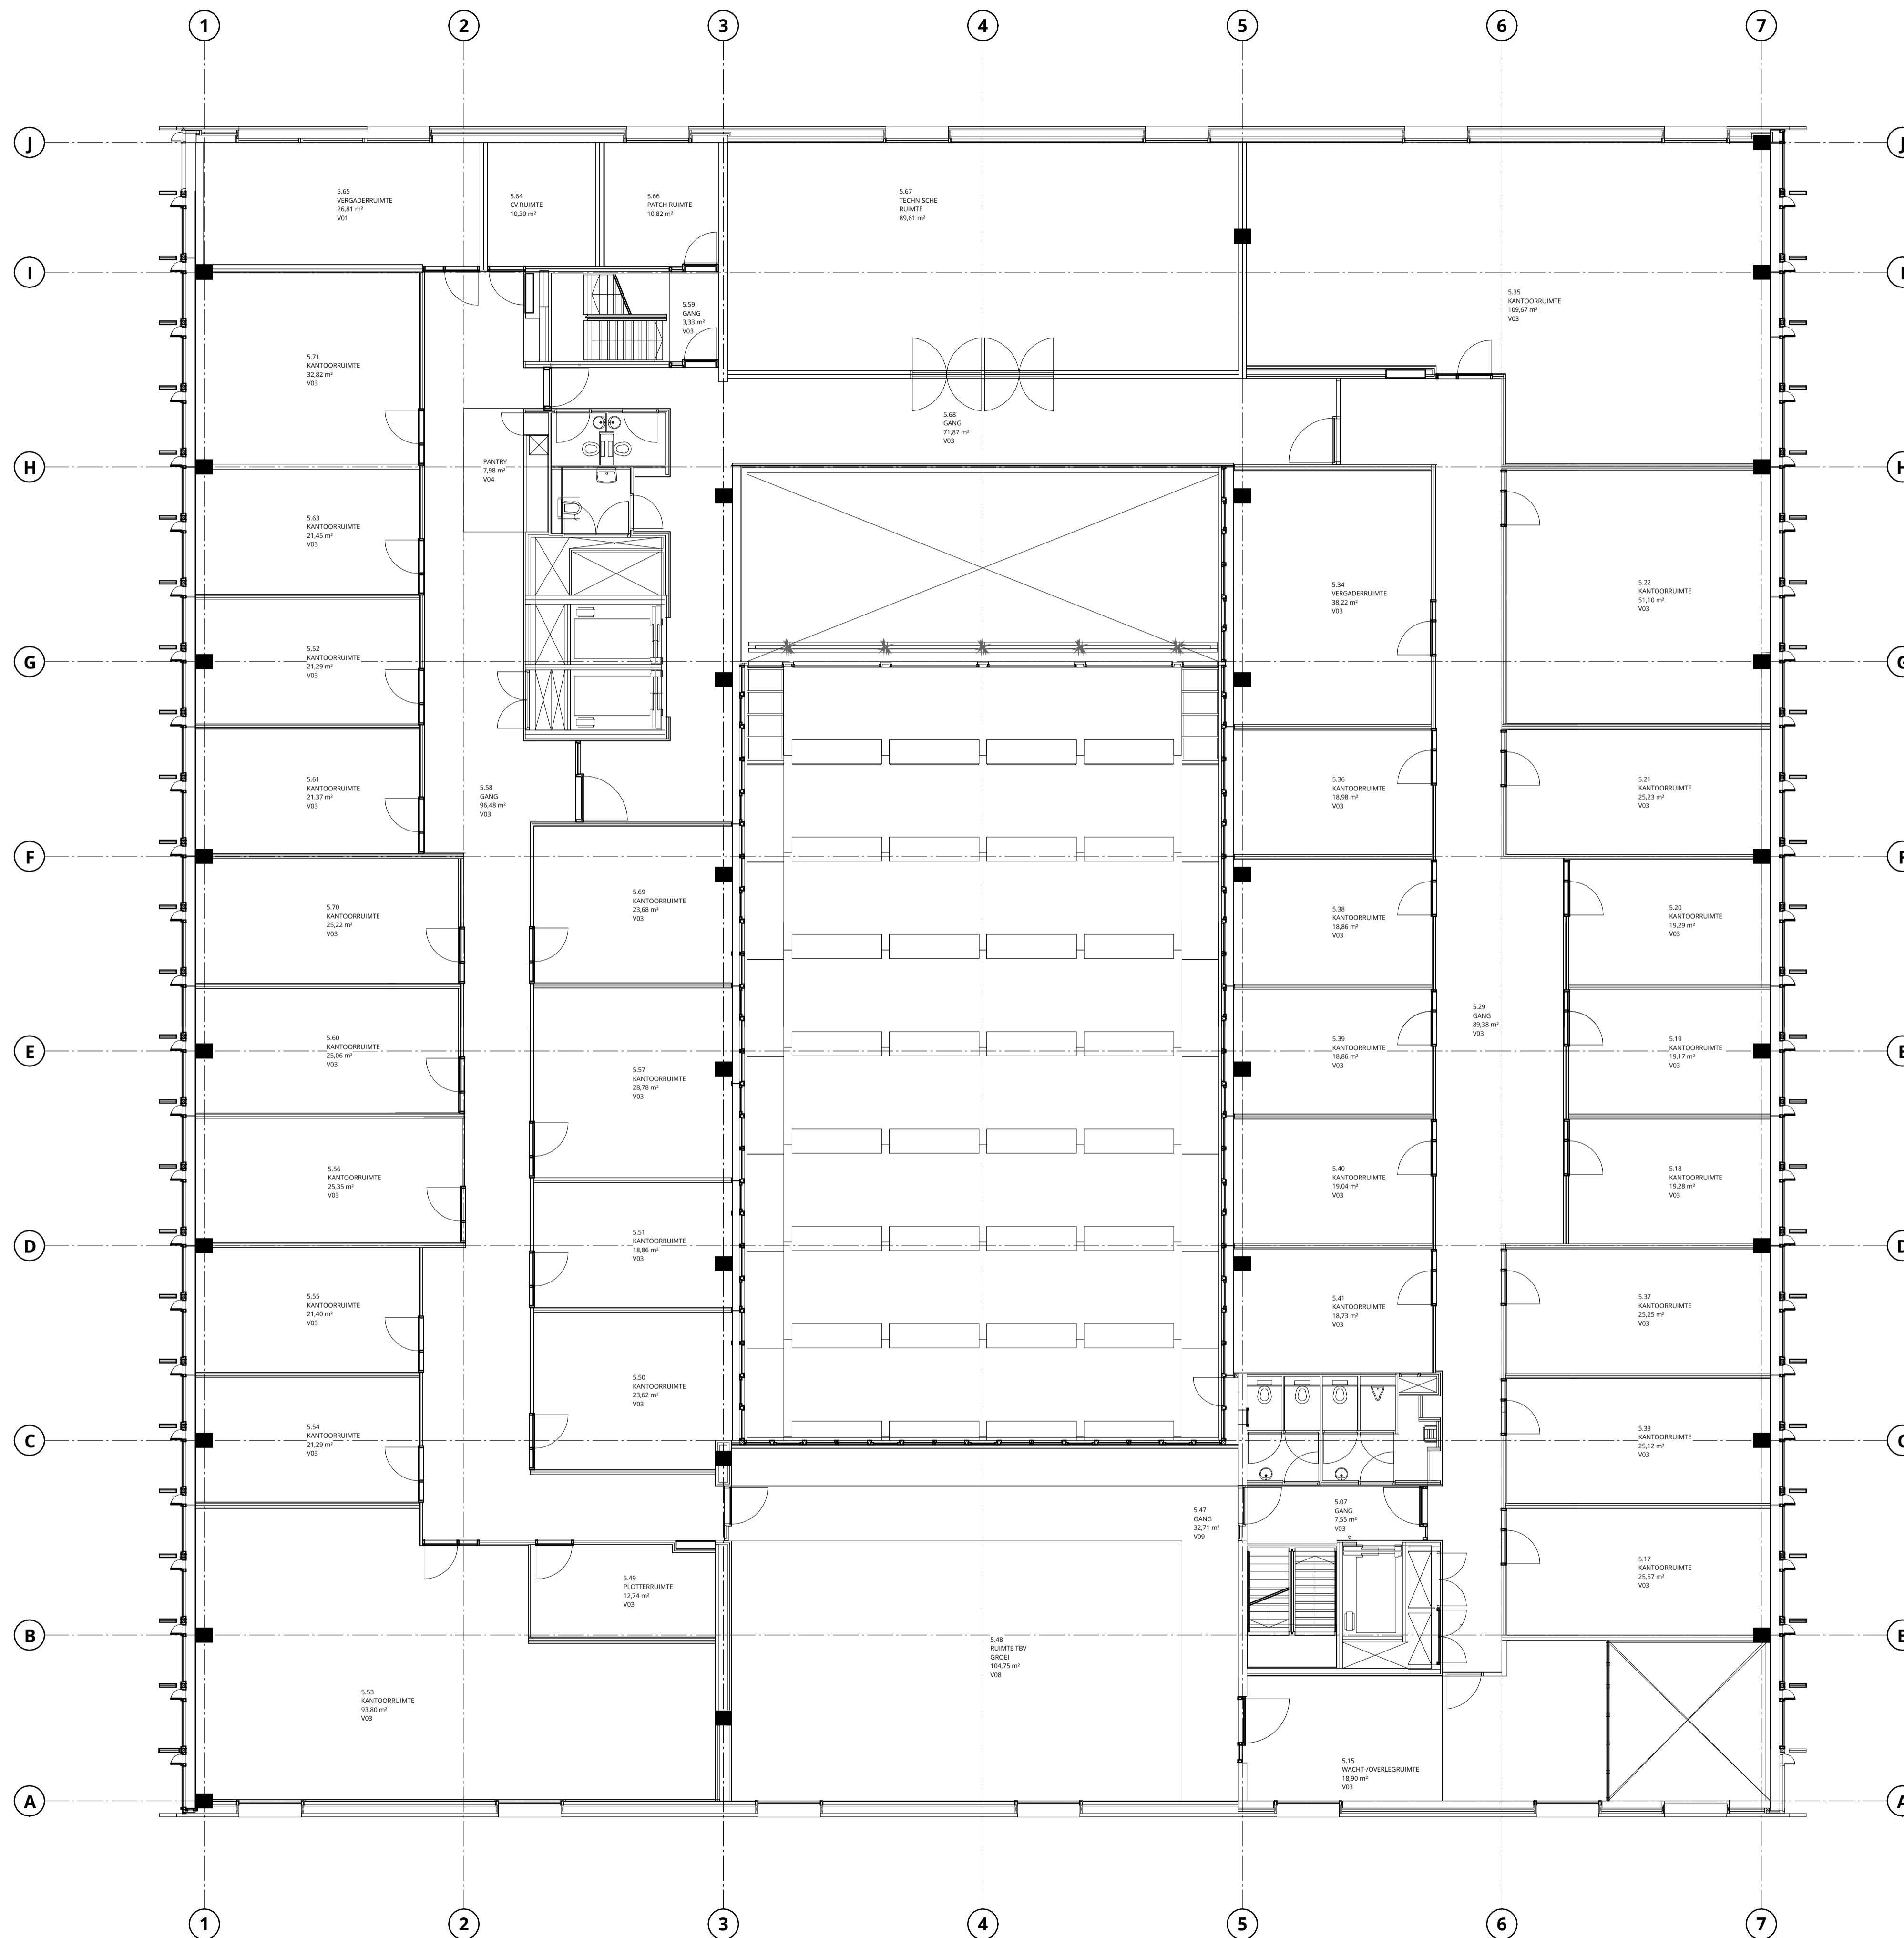 1 2 3 4 5 6 7
J
J
5.65
VERGADERRUIMTE
26,81 m²
V01
5.64
CV RUIMTE
10,30 m²
5.66
PATCH RUIMTE
10,82 m²
5.67
TECHNISCHE
RUIMTE
89,61 m²
I
I
5.59
GANG
3,33 m²
V03
5.35
KANTOORRUIMTE
109,67 m²
V03
5.71
KANTOORRUIMTE
32,82 m²
V03
5.68
GANG
71,87 m²
V03
H
H
PANTRY
7,98 m²
V04
5.63
KANTOORRUIMTE
21,45 m²
V03
5.34
VERGADERRUIMTE
38,22 m²
V03
5.22
KANTOORRUIMTE
51,10 m²
V03
5.52
KANTOORRUIMTE
21,29 m²
V03
G
G
5.61
KANTOORRUIMTE
21,37 m²
V03
5.58
GANG
96,48 m²
V03
5.36
KANTOORRUIMTE
18,98 m²
V03
5.21
KANTOORRUIMTE
25,23 m²
V03
F
F
5.70
KANTOORRUIMTE
25,22 m²
V03
5.69
KANTOORRUIMTE
23,68 m²
V03
5.38
KANTOORRUIMTE
18,86 m²
V03
5.20
KANTOORRUIMTE
19,29 m²
V03
5.29
GANG
89,38 m²
V03
E
E
5.60
KANTOORRUIMTE
25,06 m²
V03
5.57
KANTOORRUIMTE
28,78 m²
V03
5.39
KANTOORRUIMTE
18,86 m²
V03
5.19
KANTOORRUIMTE
19,17 m²
V03
5.56
KANTOORRUIMTE
25,35 m²
V03
5.40
KANTOORRUIMTE
19,04 m²
V03
5.18
KANTOORRUIMTE
19,28 m²
V03
D
D
5.51
KANTOORRUIMTE
18,86 m²
V03
5.55
KANTOORRUIMTE
21,40 m²
V03
5.41
KANTOORRUIMTE
18,73 m²
V03
5.37
KANTOORRUIMTE
25,25 m²
V03
5.50
KANTOORRUIMTE
23,62 m²
V03
C
C
5.54
KANTOORRUIMTE
21,29 m²
V03
5.33
KANTOORRUIMTE
25,12 m²
V03
5.47
GANG
32,71 m²
V09
5.07
GANG
7,55 m²
V03
5.49
PLOTTERRUIMTE
12,74 m²
V03
5.17
KANTOORRUIMTE
25,57 m²
V03
B
B
5.48
RUIMTE TBV
GROEI
104,75 m²
V08
5.53
KANTOORRUIMTE
93,80 m²
V03
5.15
WACHT-/OVERLEGRUIMTE
18,90 m²
V03
A
A
1 2 3 4 5 6 7